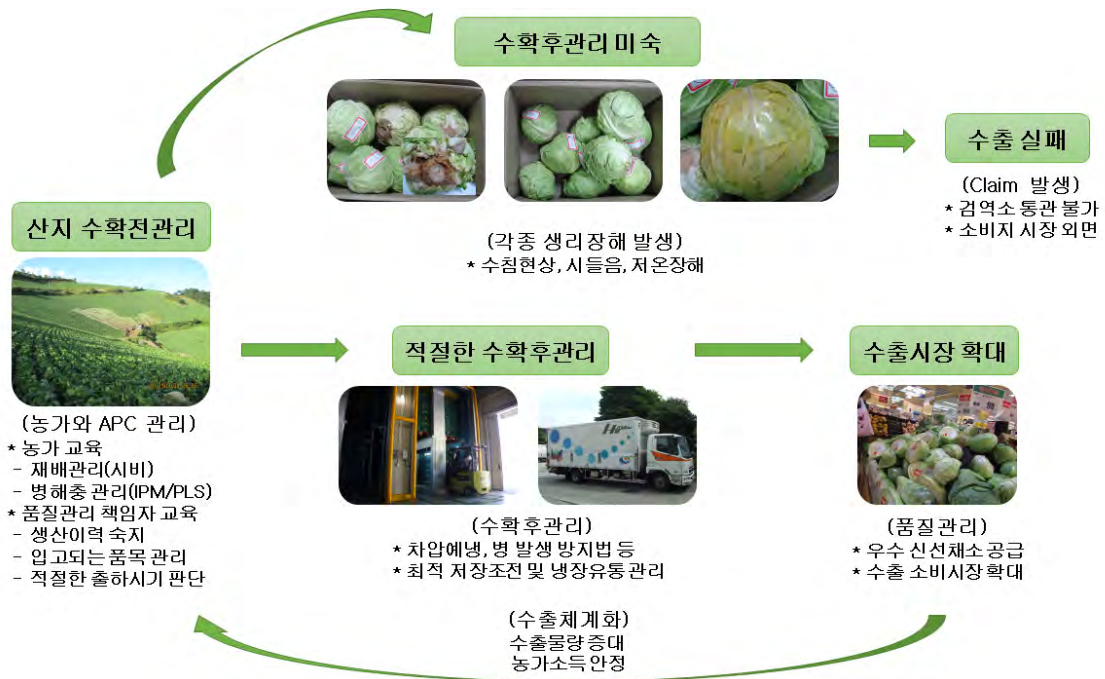 수확후관리 미숙
수출 실패
(Claim 발생)
* 검역소 통관 불가
* 소비지 시장 외면
(각종 생리장해 발생)
* 수침현상, 시들음, 저온장해
산지 수확전관리
(농가와 APC 관리)
* 농가 교육
- 재배관리(시비)
- 병해충 관리(IPM/PLS)
* 품질관리 책임자 교육
- 생산이력 숙지
- 입고되는 품목 관리
- 적절한 출하시기 판단
적절한 수확후관리
(수확후관리)
* 차압예냉, 병 발생 방지법 등
* 최적 저장조전 및 냉장유통관리
수출시장 확대
(품질관리)
* 우수 신선채소 공급
* 수출 소비시장 확대
(수출체계화)
수출물량 증대
농가소득 안정